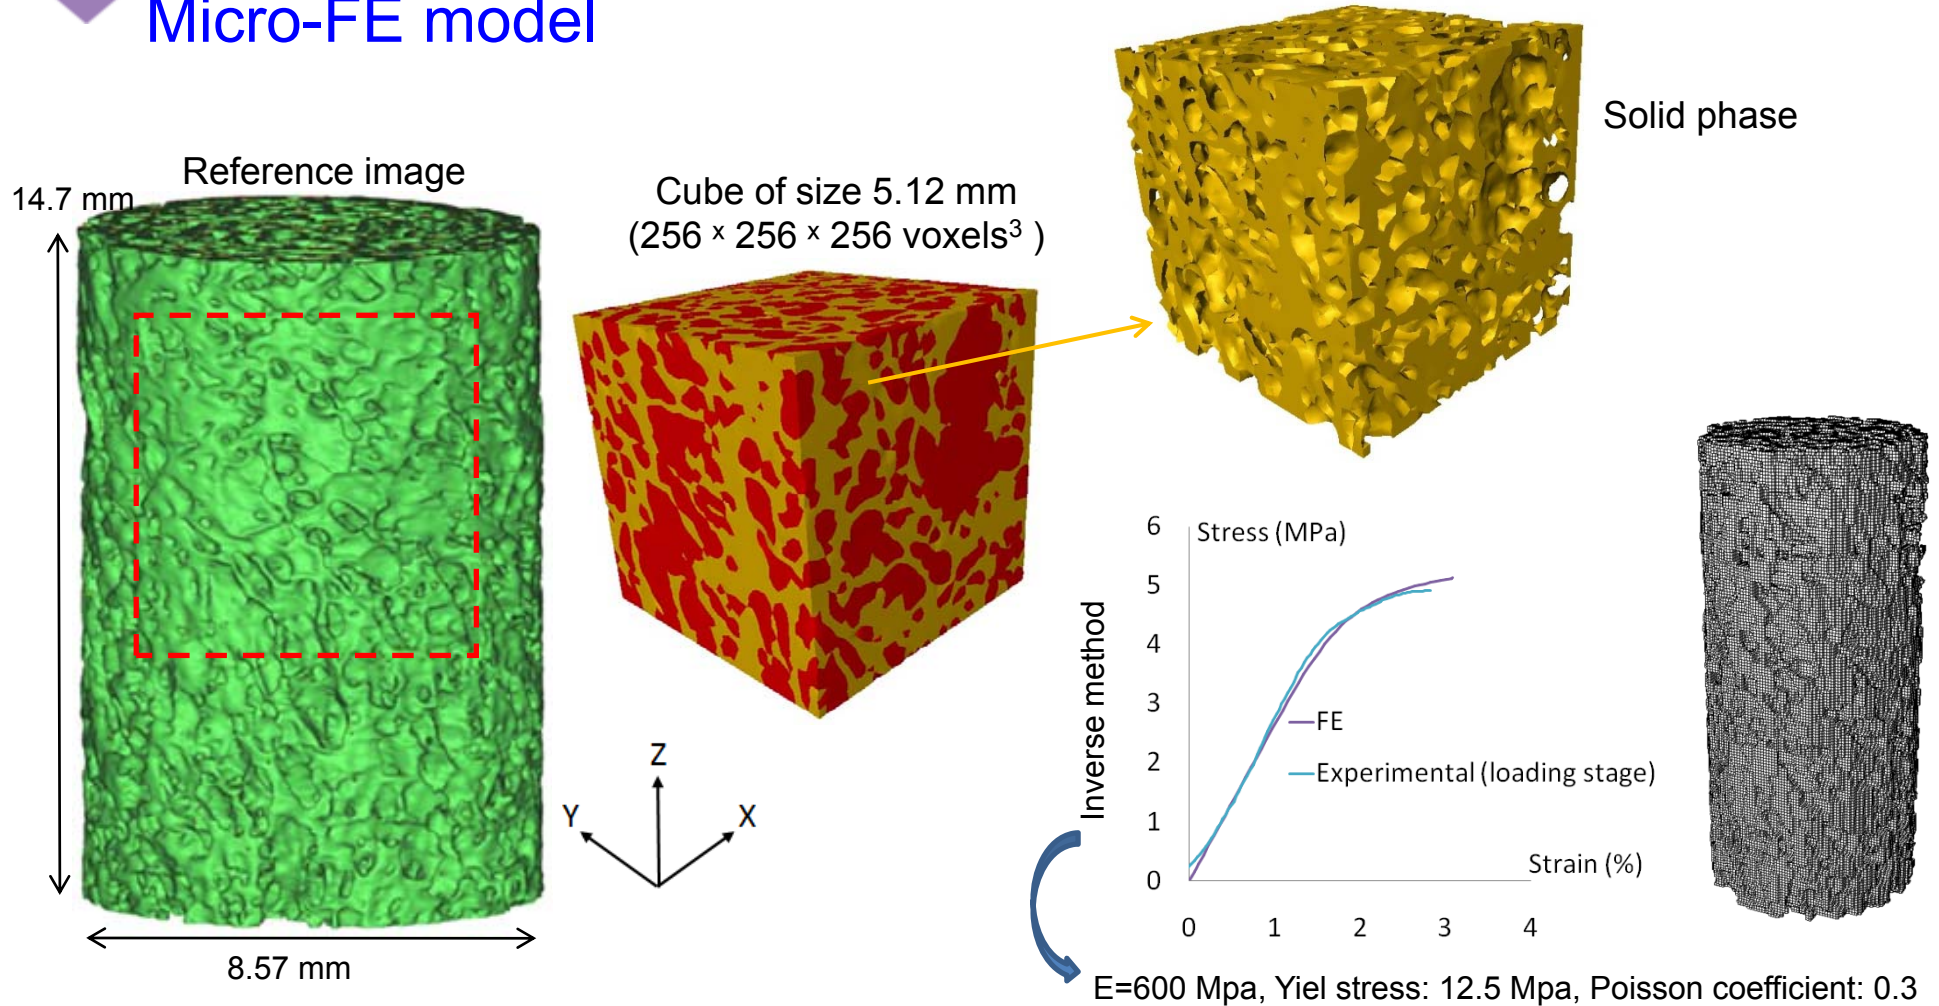 Micro-FE model
Reference image
14.7 mm
8.57 mm
Cube of size 5.12 mm
(256 x 256 x 256 voxels³ )
Solid phase
Z
Y
X
Inverse method
Stress (MPa)
6
5
4
3
2
1
0
FE
Experimental (loading stage)
Strain (%)
0 1 2 3 4
E=600 Mpa, Yiel stress: 12.5 Mpa, Poisson coefficient: 0.3